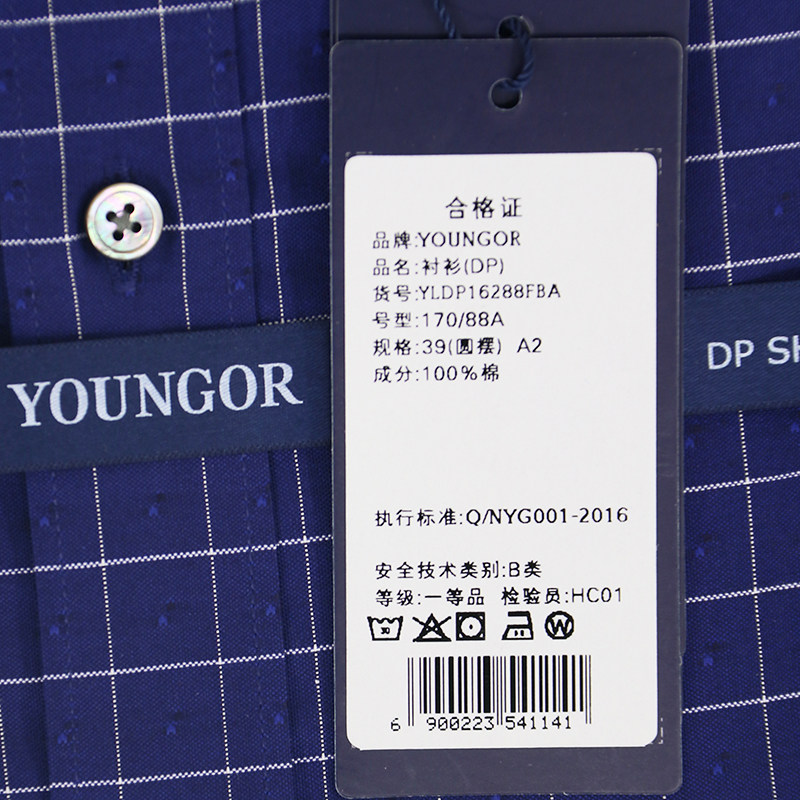 合格证
品牌:YOUNGOR
品名:衬衫(DP)
货号:YLDP16288FBA
号型:170/88A
规格:39(圆摆) A2
成分:100%棉
YOUNGOR
DP SH
执行标准:Q/NYG001-2016
安全技术类别:B类
等级:一等品 检验员:HC01
30
W
6 900223 541141